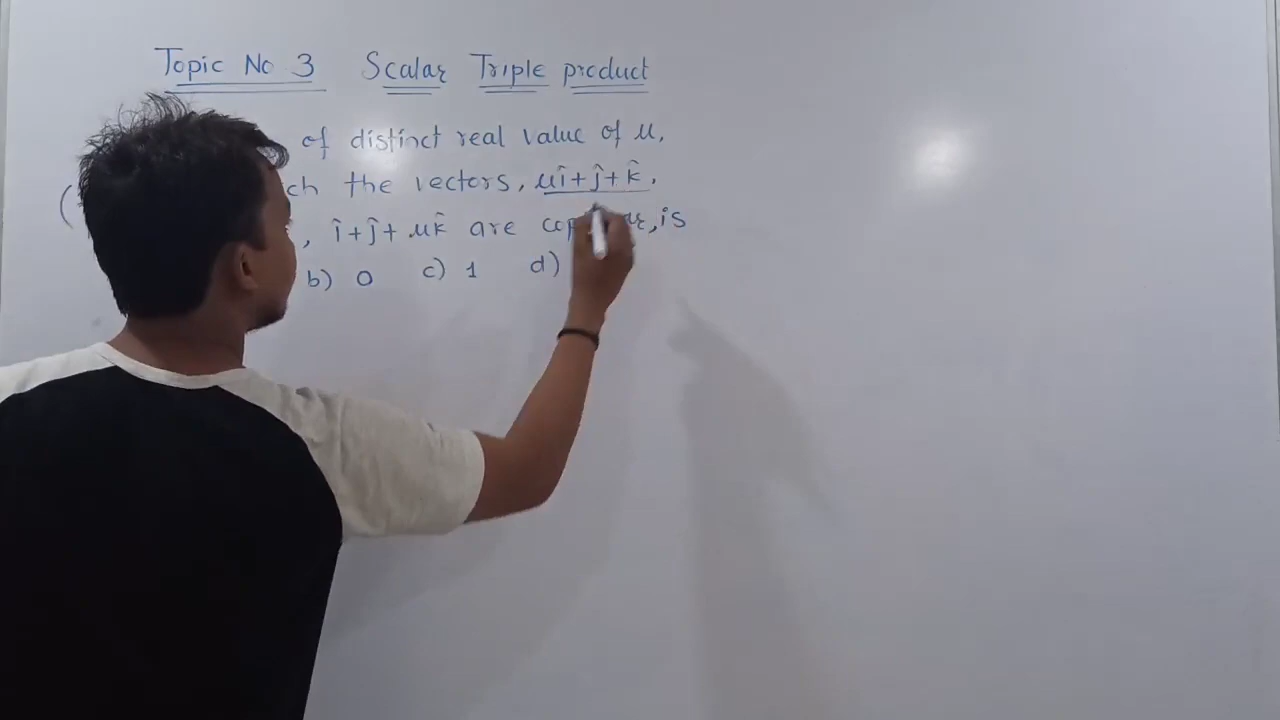 Topic No 3 Scalar Triple product
of distinct real value of μ,
( ch the vectors, μî+ĵ+k̂,
, î+ĵ+μk̂ are , is
b) 0 c) 1 d)